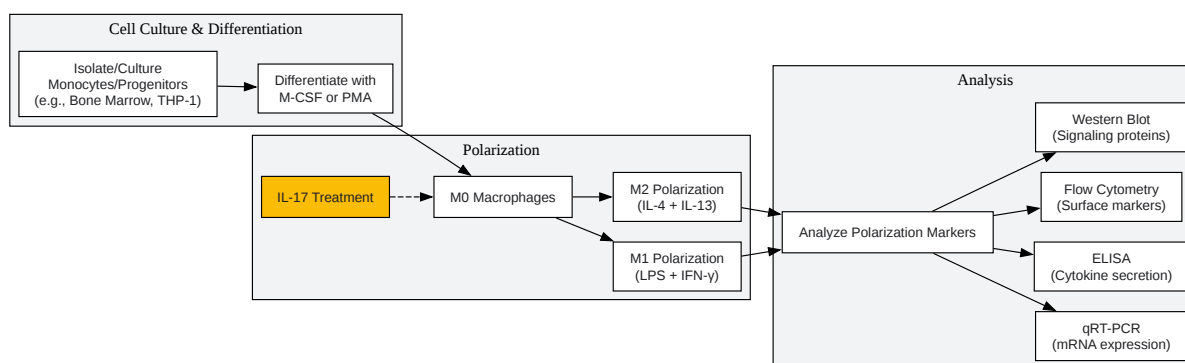 Cell Culture & Differentiation
Isolate/Culture
Monocytes/Progenitors
(e.g., Bone Marrow, THP-1)
Differentiate with
M-CSF or PMA
Polarization
IL-17 Treatment
M0 Macrophages
M2 Polarization
(IL-4 + IL-13)
M1 Polarization
(LPS + IFN-γ)
Analysis
Analyze Polarization Markers
Western Blot
(Signaling proteins)
Flow Cytometry
(Surface markers)
ELISA
(Cytokine secretion)
qRT-PCR
(mRNA expression)